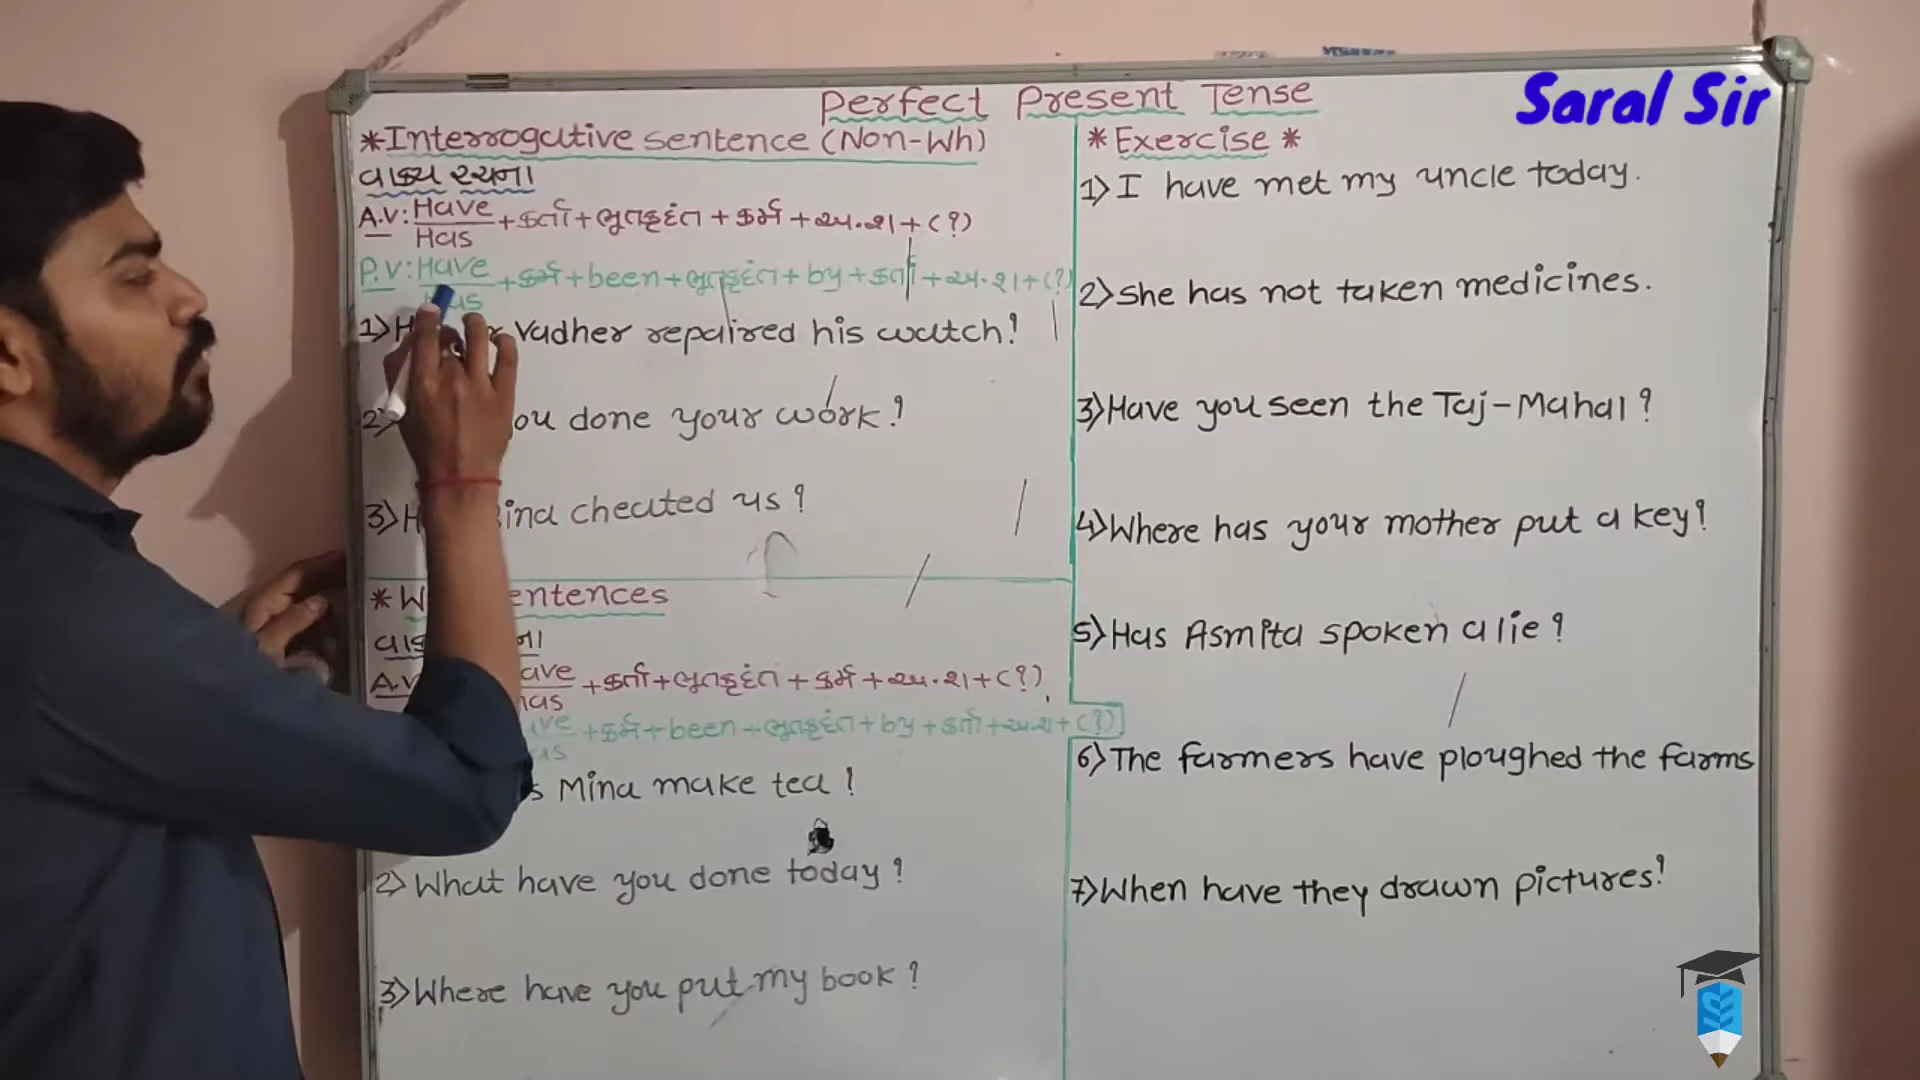 Perfect Present Tense
Saral Sir
*Interrogative sentence (Non-Wh)
વાક્ય રચના
A.V: Have/Has + કર્તા + ભૂતકૃદંત + કર્મ + અ.શ. + (?)
P.V: Have/Has + કર્મ + been + ભૂતકૃદંત + by + કર્તા + અ.શ + (?)
1) Vadher repaired his watch?
2) you done your work?
3) Bina cheated us?
* entences
A.V + કર્તા + ભૂતકૃદંત + કર્મ + અ.શ + (?)
+ કર્મ + been + ભૂતકૃદંત + by + કર્તા + અ.શ + (?)
Mina make tea?
2) What have you done today?
3) Where have you put my book?
* Exercise *
1) I have met my uncle today.
2) She has not taken medicines.
3) Have you seen the Taj-Mahal?
4) Where has your mother put a key?
5) Has Asmita spoken a lie?
6) The farmers have ploughed the farms
7) When have they drawn pictures?